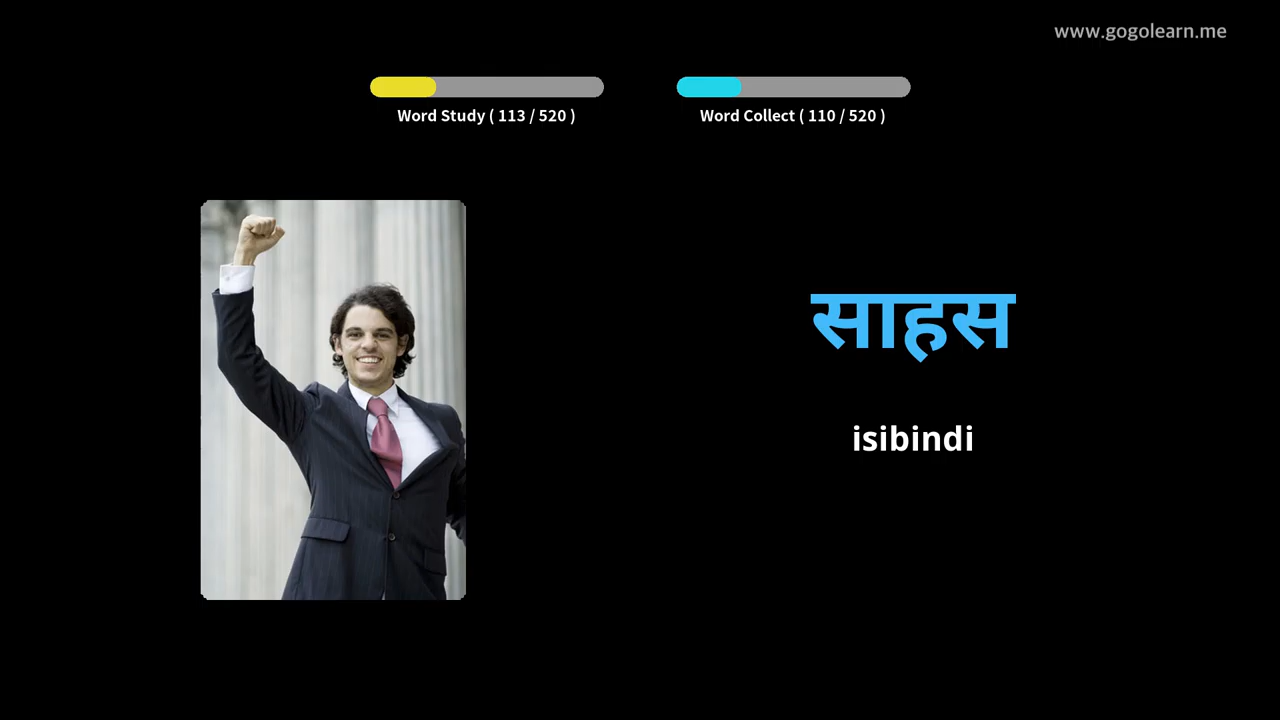 www.gogolearn.me
Word Study ( 113 / 520 )
Word Collect ( 110 / 520 )
साहस
isibindi